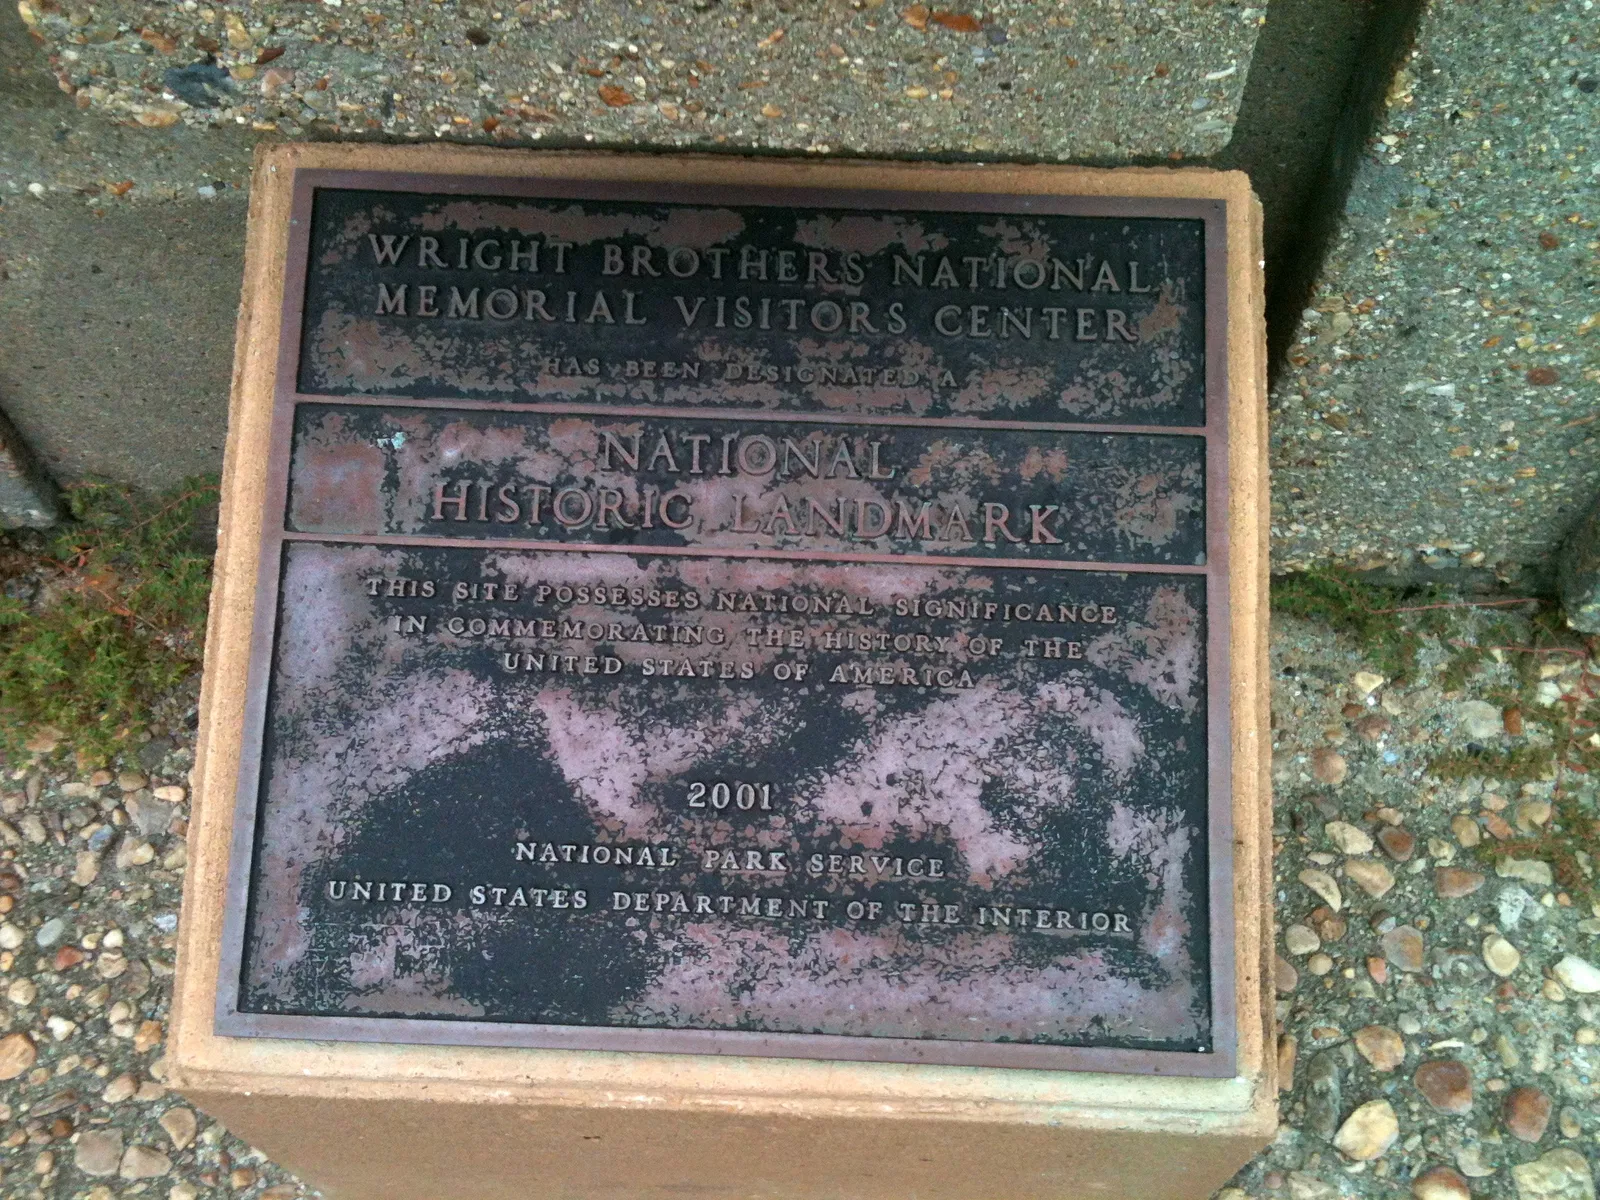 WRIGHT BROTHERS NATIONAL
MEMORIAL VISITORS CENTER
HAS BEEN DESIGNATED A
NATIONAL
HISTORIC LANDMARK
THIS SITE POSSESSES NATIONAL SIGNIFICANCE
IN COMMEMORATING THE HISTORY OF THE
UNITED STATES OF AMERICA
2001
NATIONAL PARK SERVICE
UNITED STATES DEPARTMENT OF THE INTERIOR